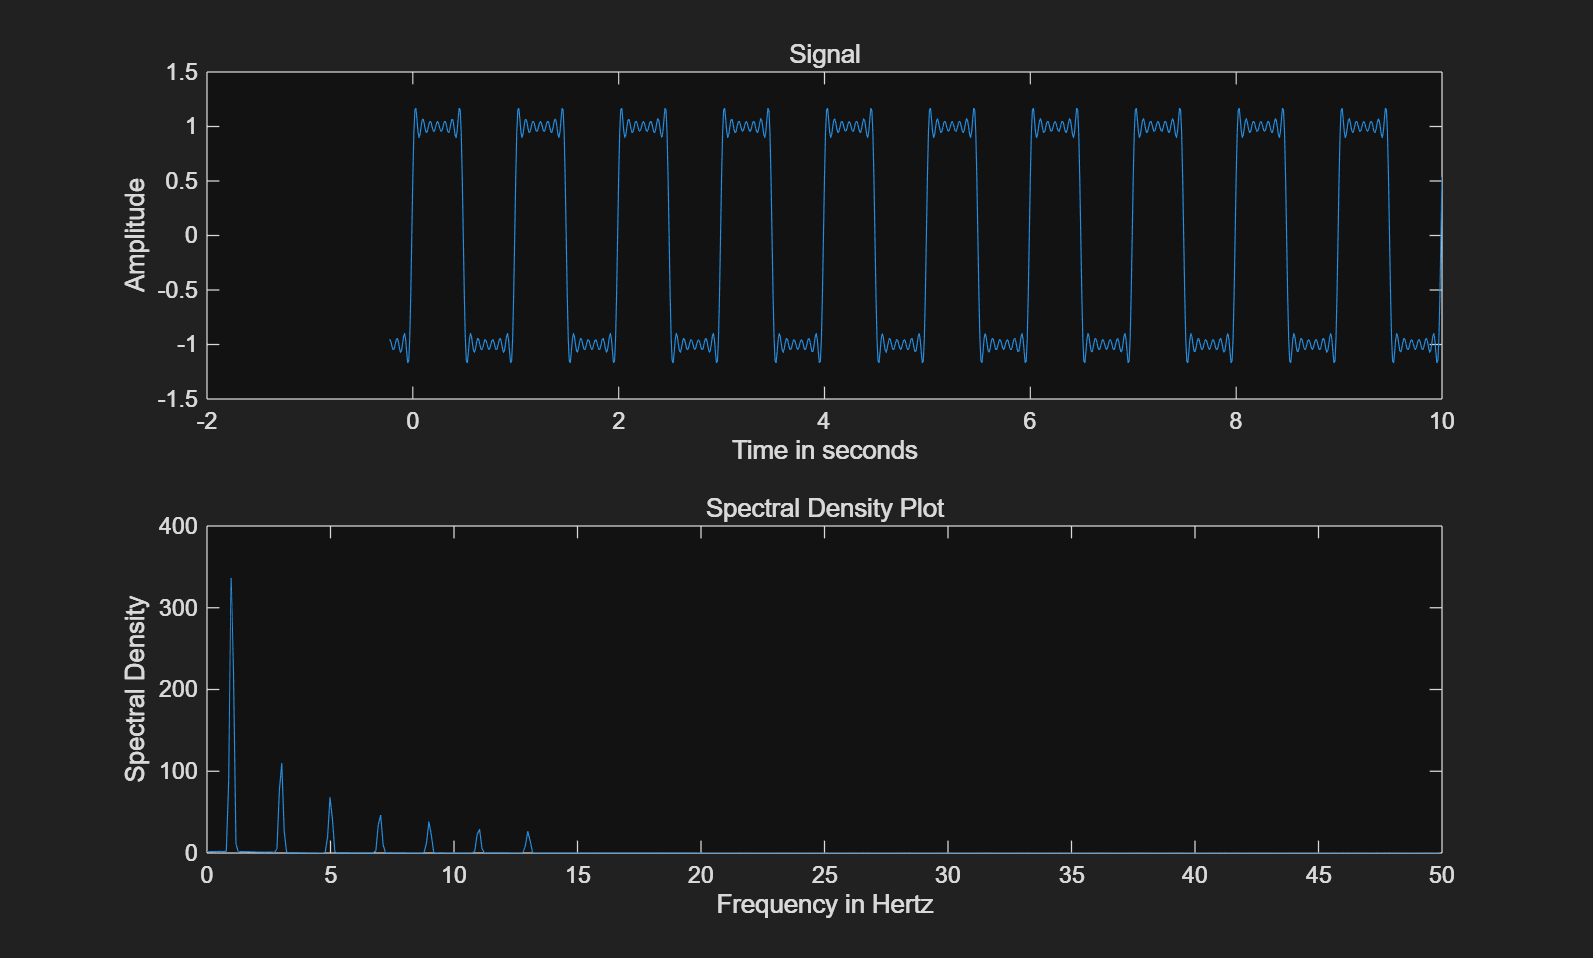 Signal
1.5
1
0.5
0
-0.5
-1
-1.5
Amplitude
-2 0 2 4 6 8 10
Time in seconds
Spectral Density Plot
400
300
200
100
0
Spectral Density
0 5 10 15 20 25 30 35 40 45 50
Frequency in Hertz